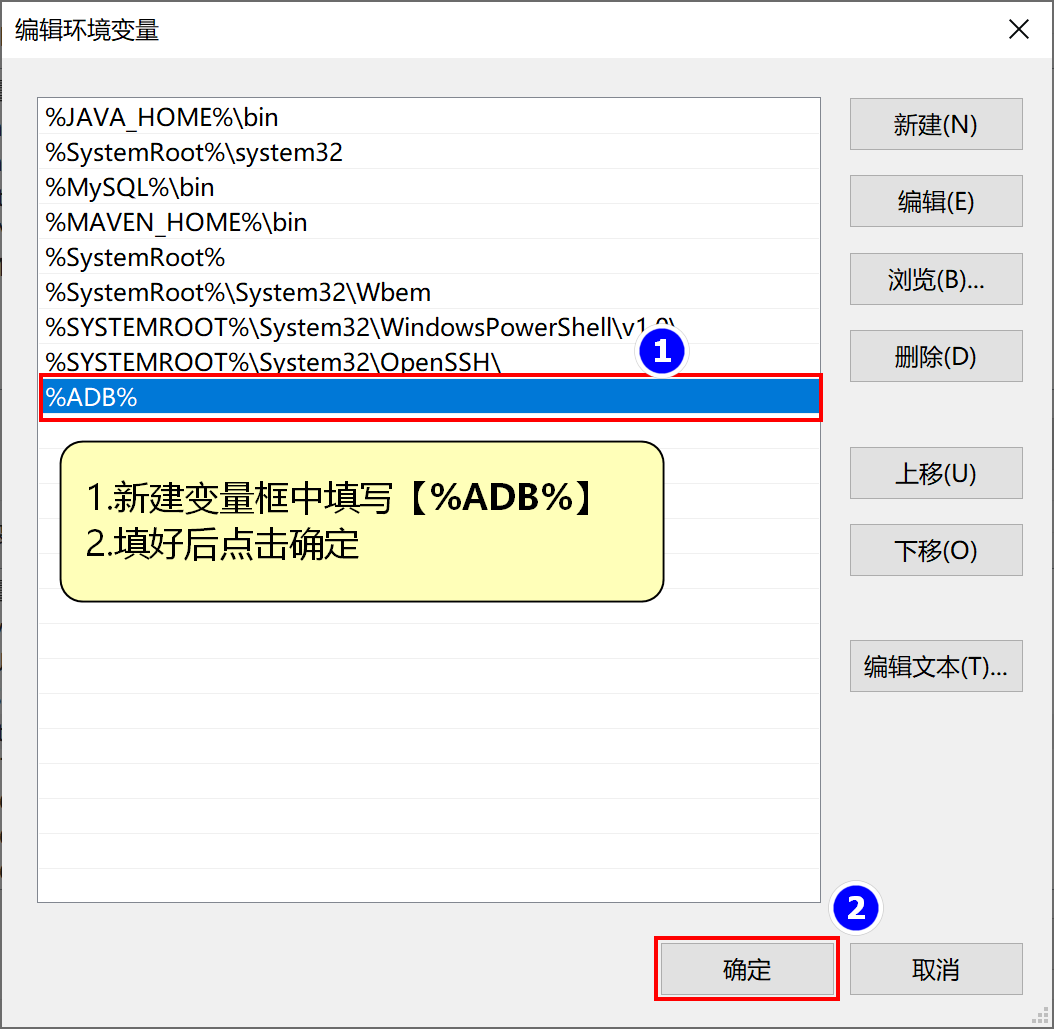 编辑环境变量
%JAVA_HOME%\bin
%SystemRoot%\system32
%MySQL%\bin
%MAVEN_HOME%\bin
%SystemRoot%
%SystemRoot%\System32\Wbem
%SYSTEMROOT%\System32\WindowsPowerShell\v1.0\
%SYSTEMROOT%\System32\OpenSSH\
1
%ADB%
1.新建变量框中填写【%ADB%】
2.填好后点击确定
新建(N)
编辑(E)
浏览(B)...
删除(D)
上移(U)
下移(O)
编辑文本(T)...
2
确定
取消